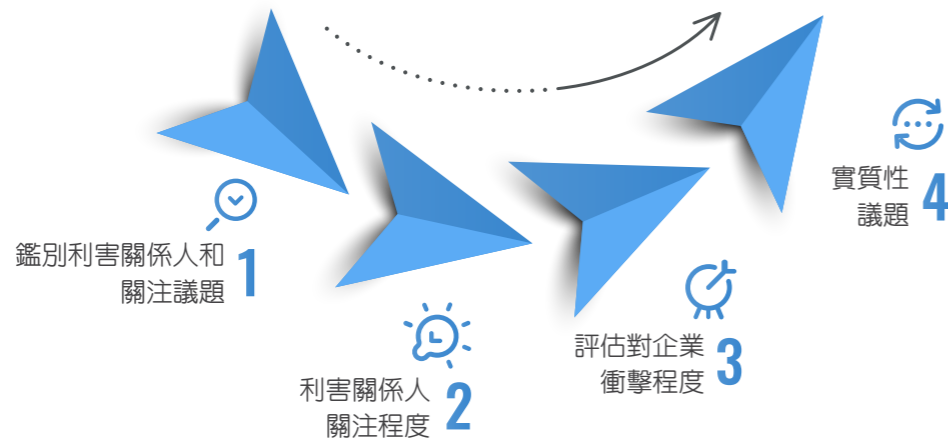 鑑別利害關係人和
關注議題
1
利害關係人
關注程度
2
評估對企業
衝擊程度
3
實質性
議題
4